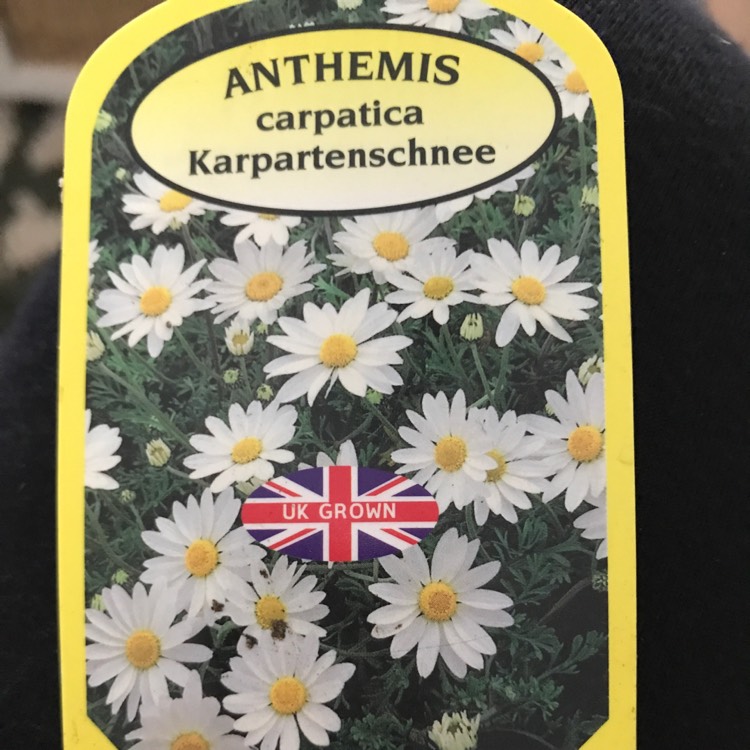 ANTHEMIS
carpatica
Karpartenschnee
UK GROWN